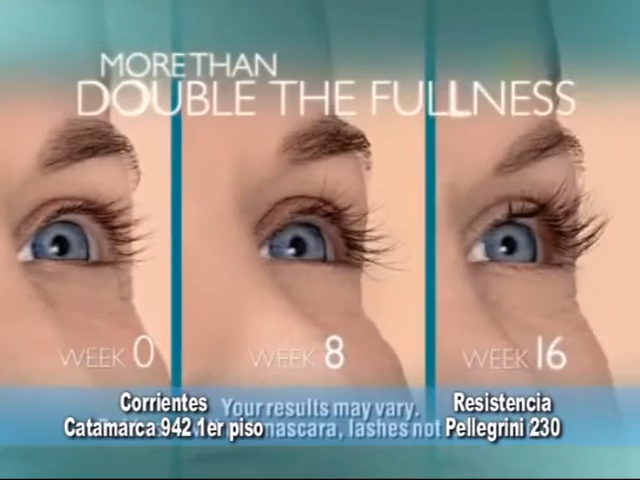 MORE THAN
DOUBLE THE FULLNESS
WEEK 0
WEEK 8
WEEK 16
Corrientes
Catamarca 942 1er piso
Your results may vary.
mascara, lashes not
Resistencia
Pellegrini 230